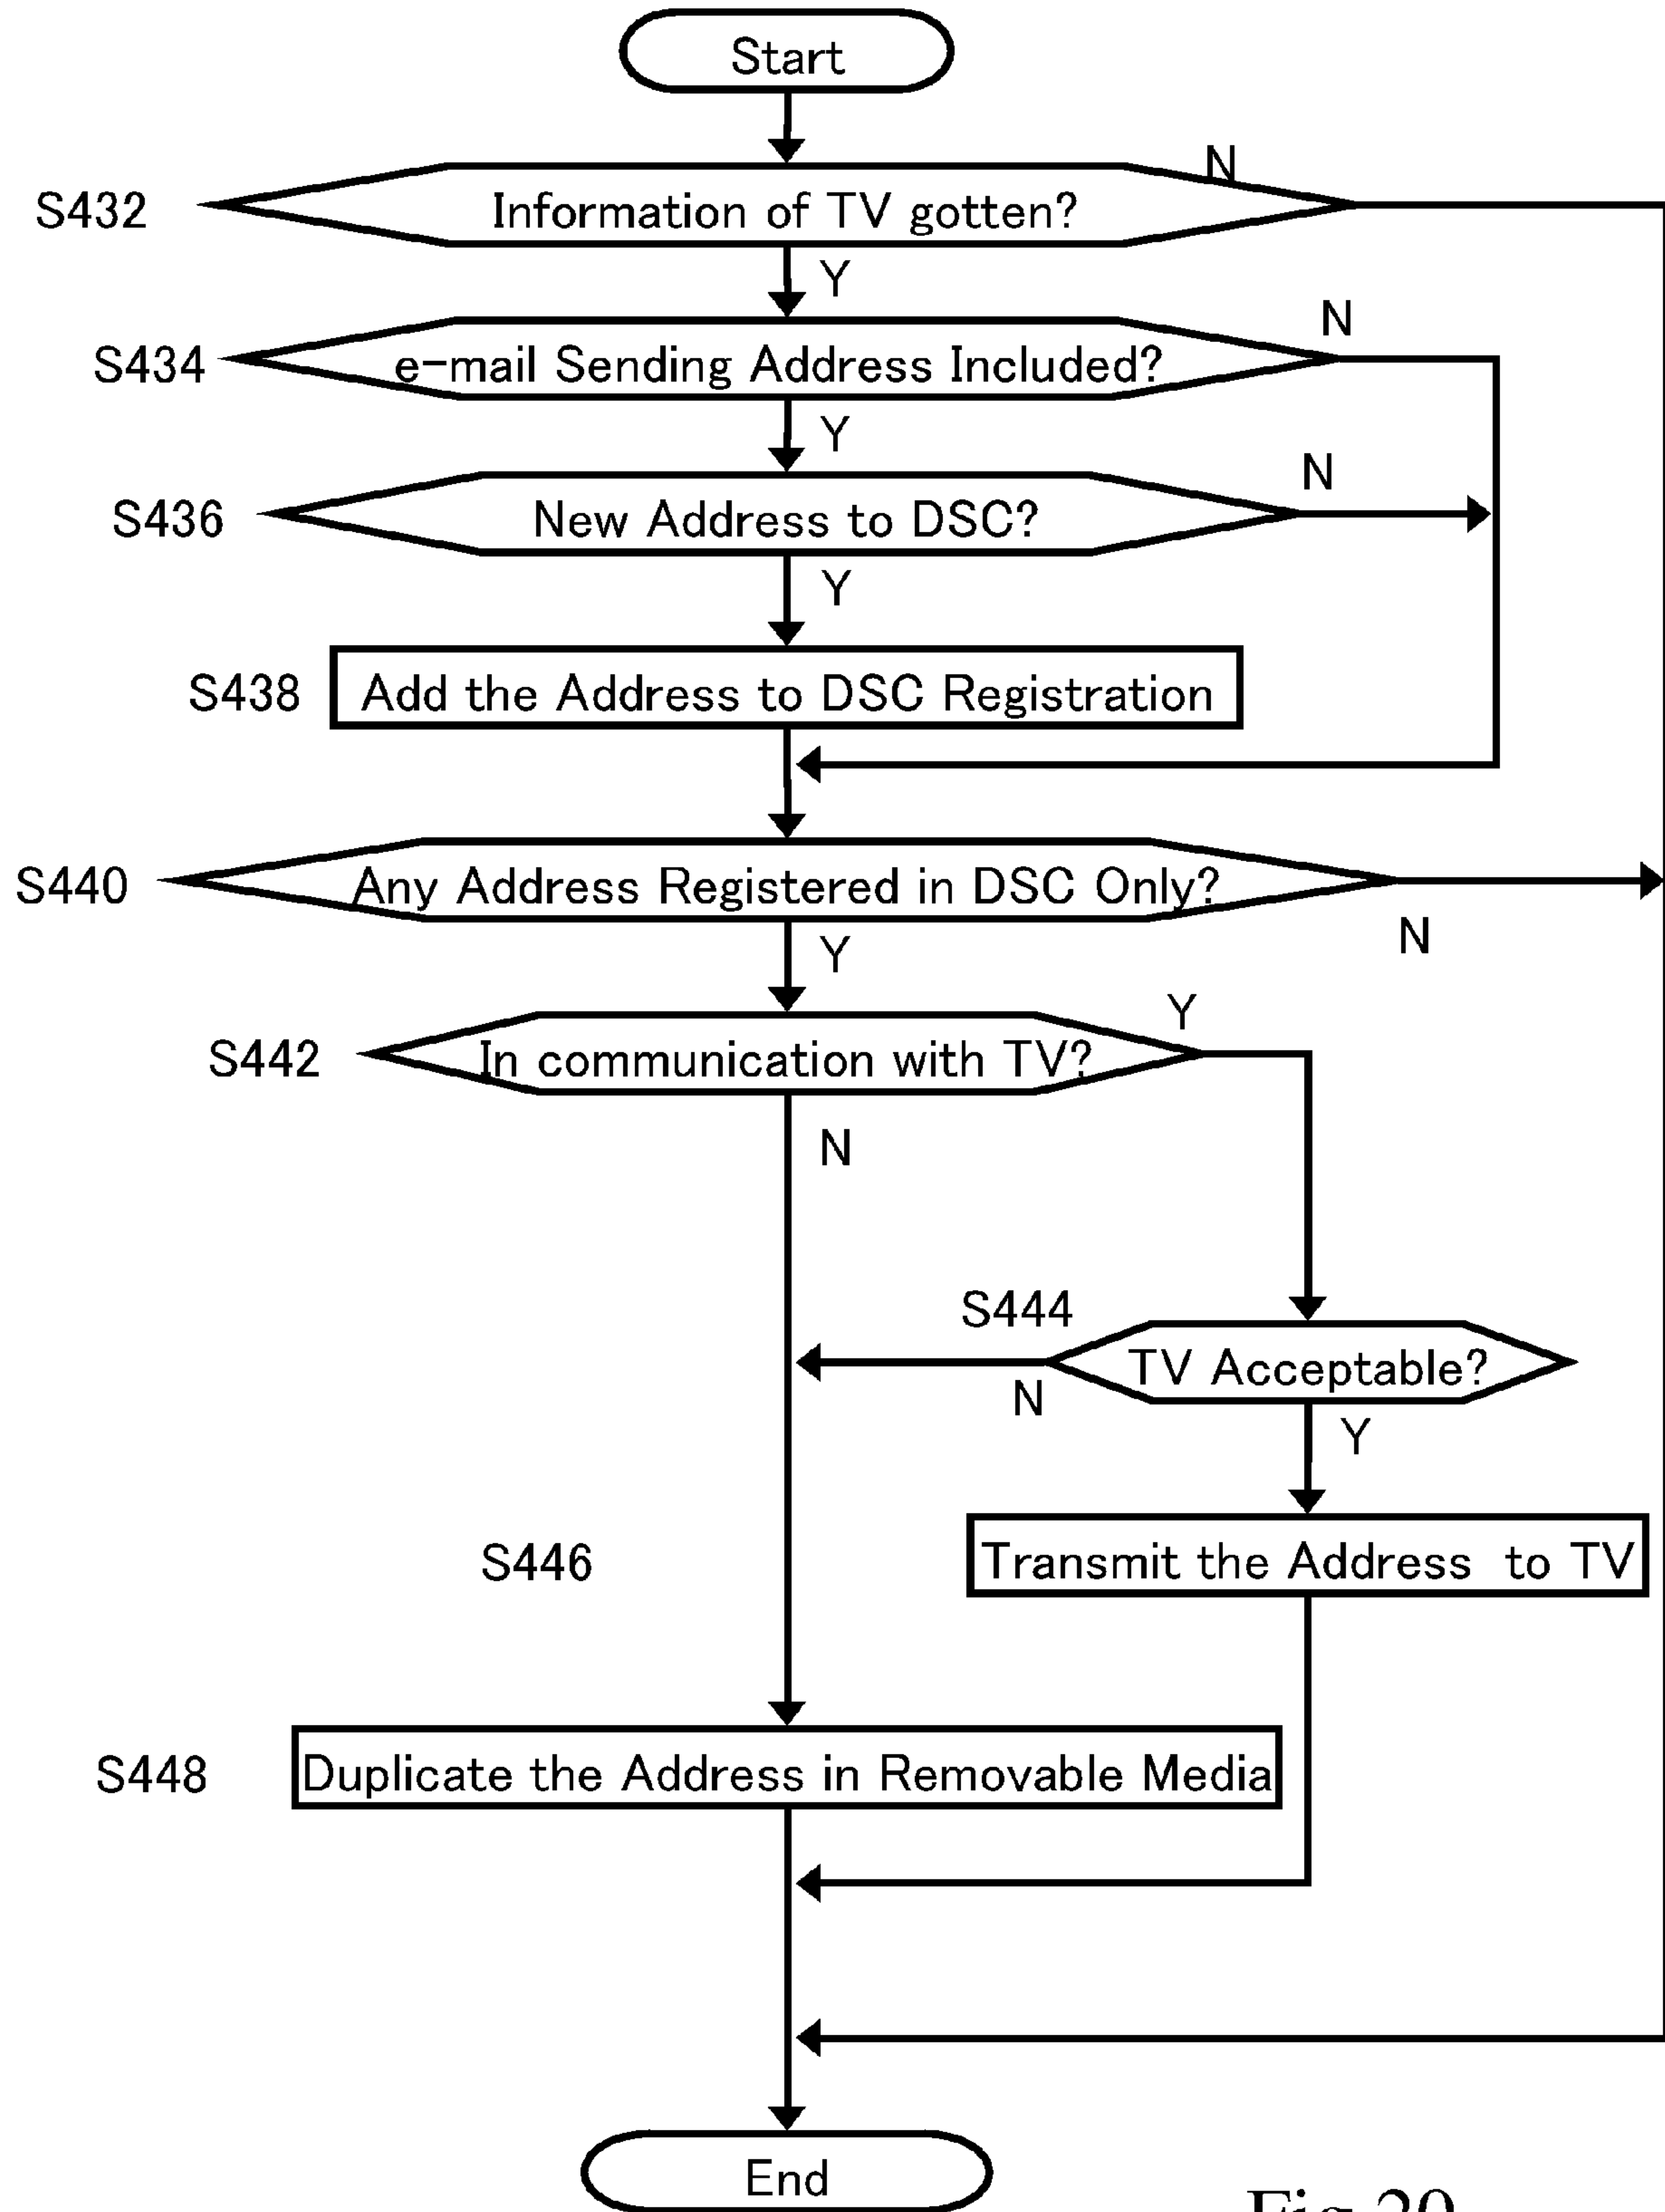 Start
N
S432 Information of TV gotten?
Y
N
S434 e-mail Sending Address Included?
Y
N
S436 New Address to DSC?
Y
S438 Add the Address to DSC Registration
S440 Any Address Registered in DSC Only?
N
Y
Y
S442 In communication with TV?
N
S444
TV Acceptable?
N
Y
S446 Transmit the Address to TV
S448 Duplicate the Address in Removable Media
End